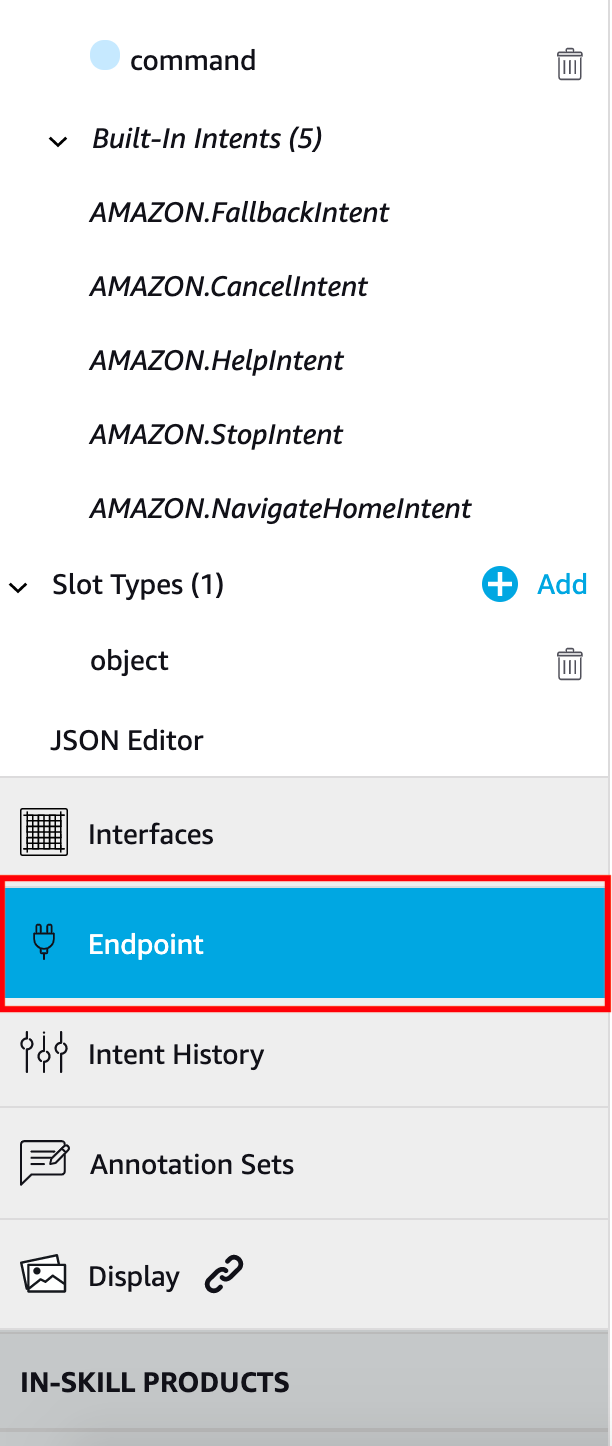 command
Built-In Intents (5)
AMAZON.FallbackIntent
AMAZON.CancelIntent
AMAZON.HelpIntent
AMAZON.StopIntent
AMAZON.NavigateHomeIntent
Slot Types (1) Add
object
JSON Editor
Interfaces
Endpoint
Intent History
Annotation Sets
Display
IN-SKILL PRODUCTS